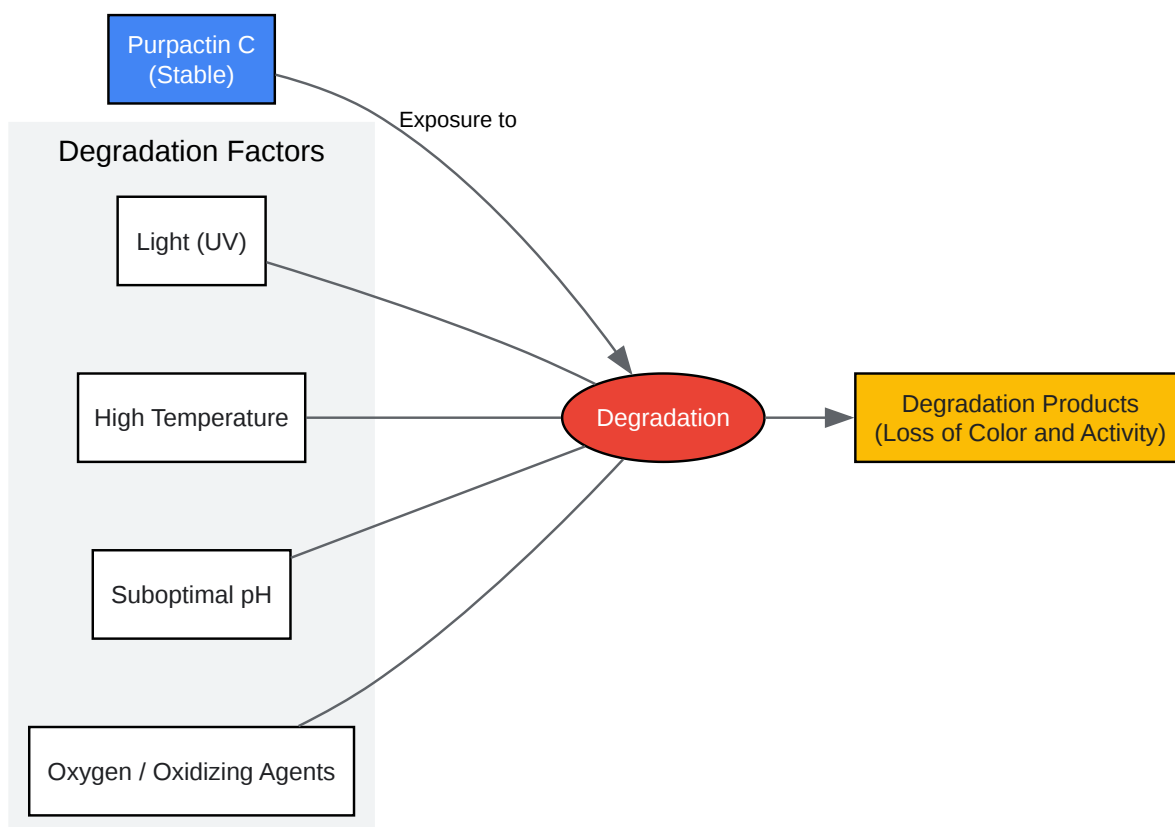 Purpactin C
(Stable)
Exposure to
Degradation Factors
Light (UV)
High Temperature
Degradation
Degradation Products
(Loss of Color and Activity)
Suboptimal pH
Oxygen / Oxidizing Agents